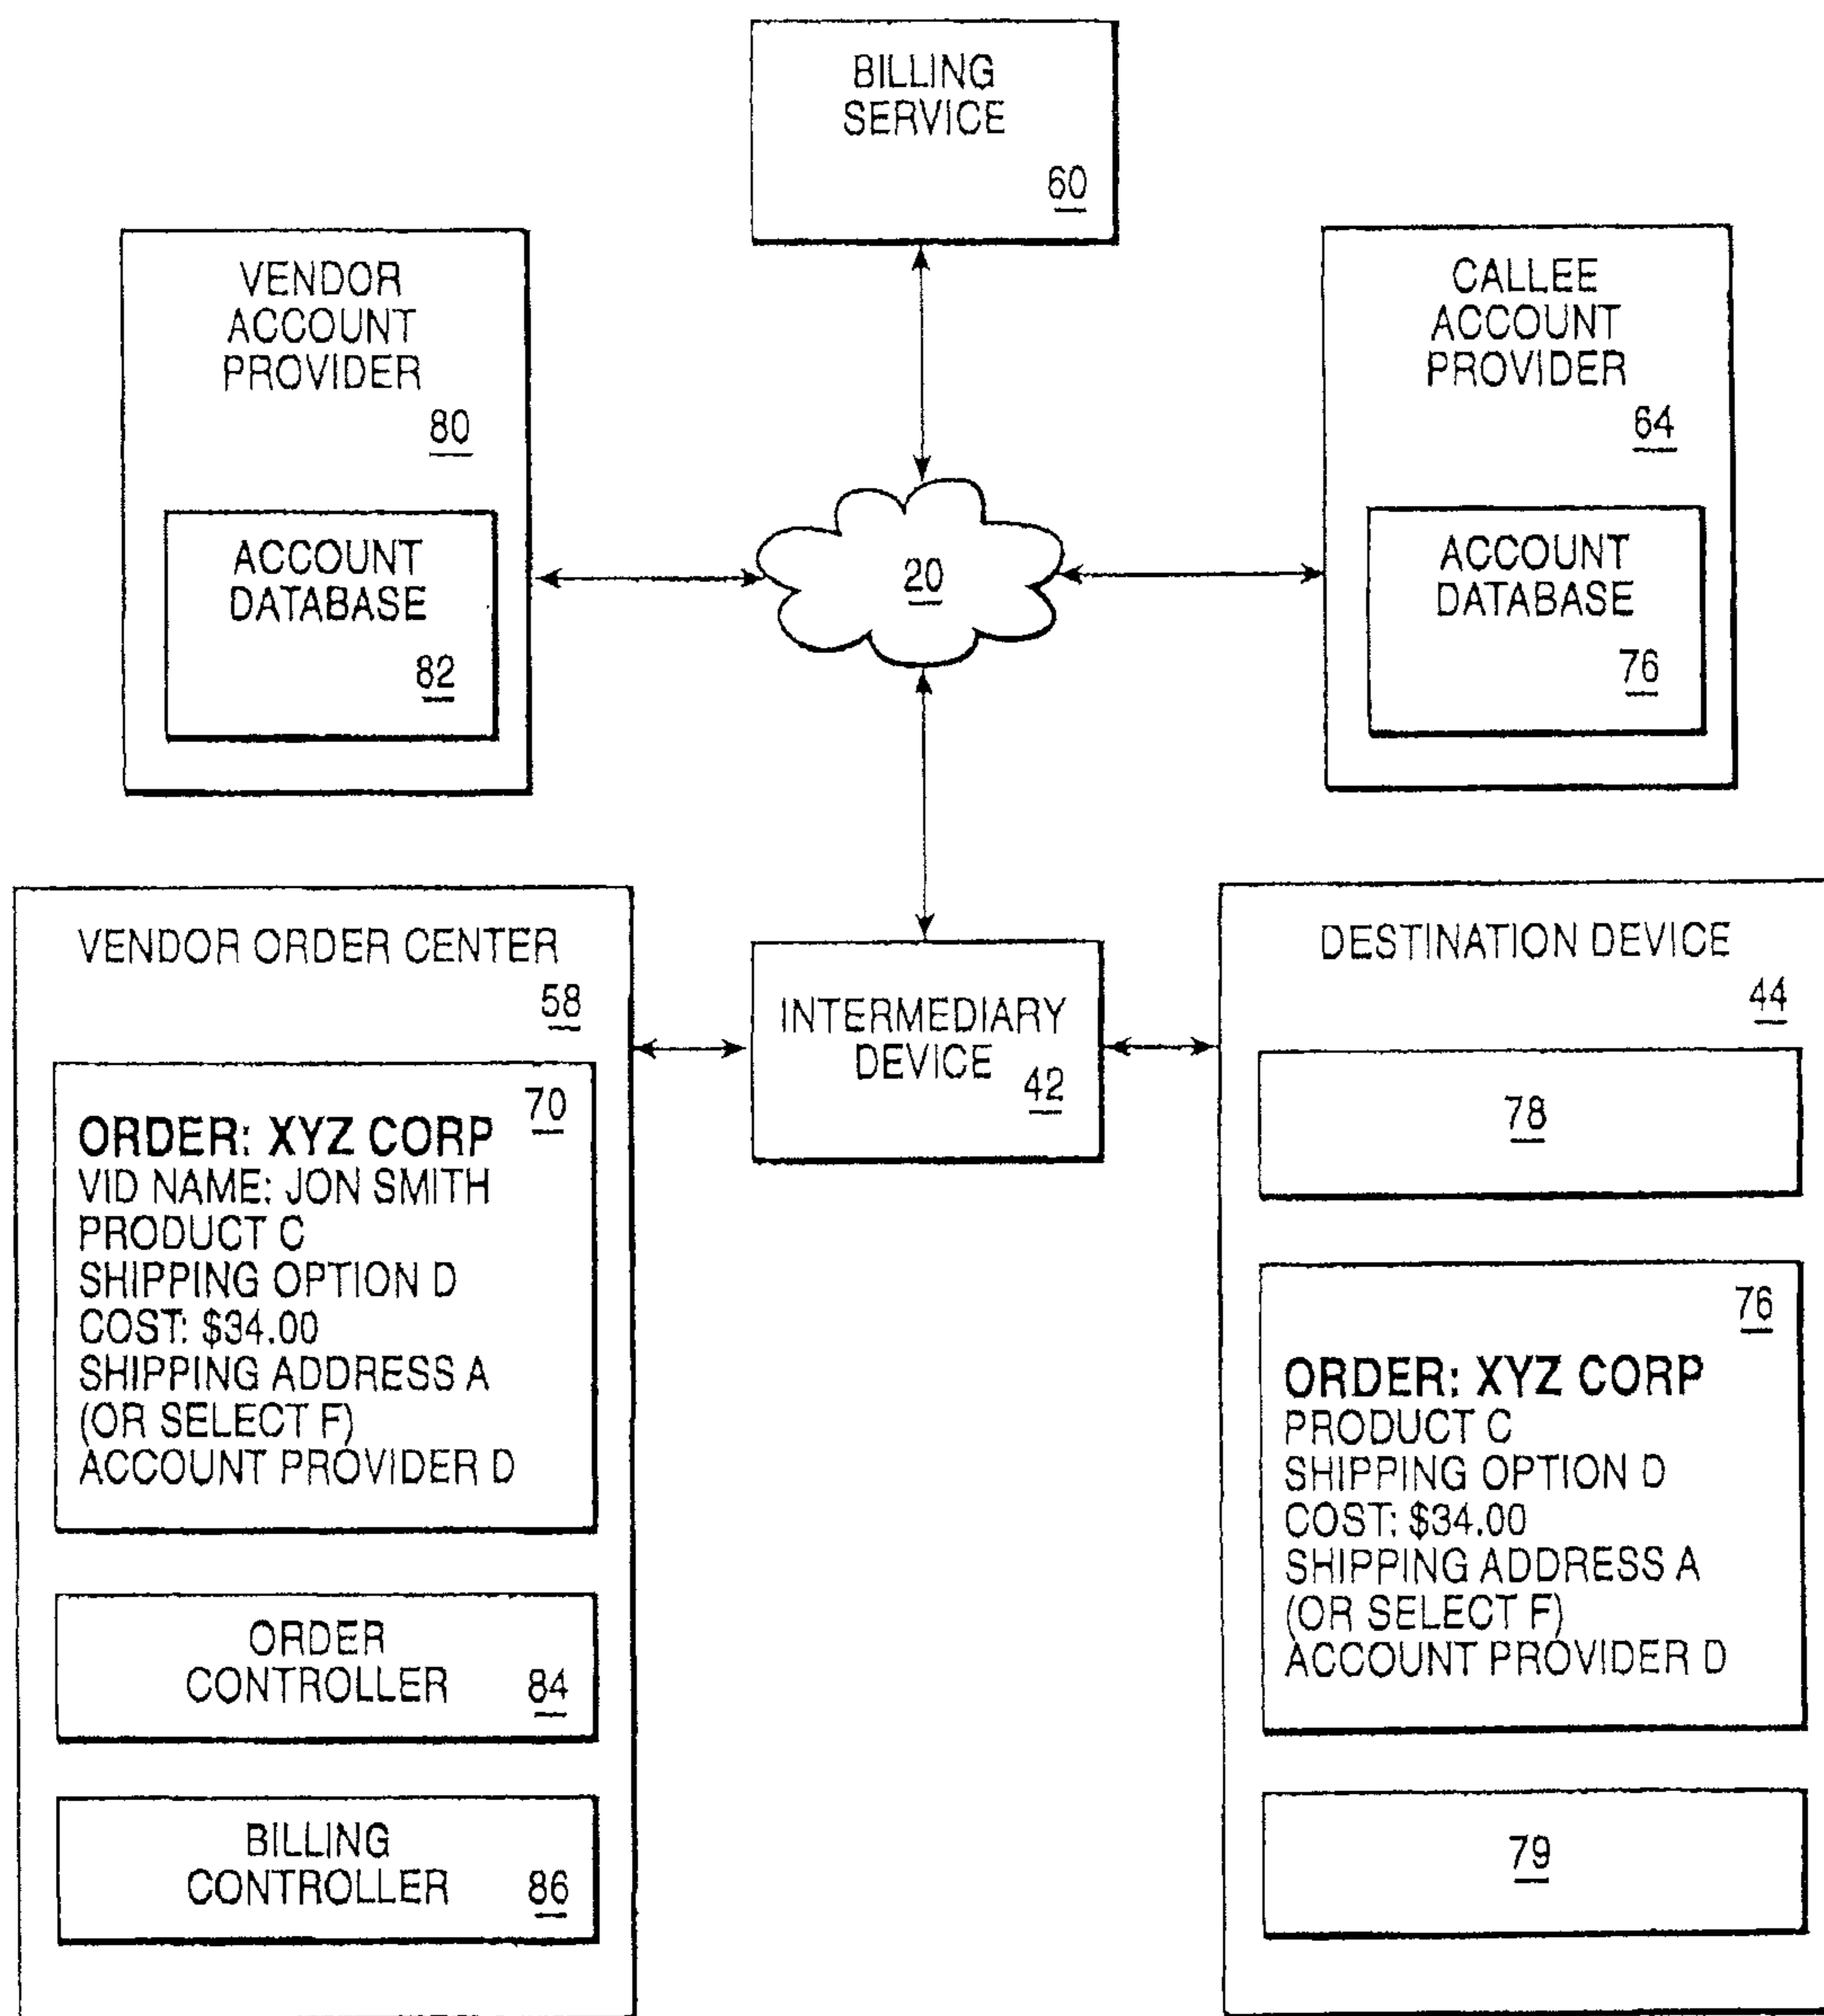 BILLING
SERVICE
60
VENDOR
ACCOUNT
PROVIDER
80
ACCOUNT
DATABASE
82
20
CALLEE
ACCOUNT
PROVIDER
64
ACCOUNT
DATABASE
76
VENDOR ORDER CENTER
58
70
ORDER: XYZ CORP
VID NAME: JON SMITH
PRODUCT C
SHIPPING OPTION D
COST: $34.00
SHIPPING ADDRESS A
(OR SELECT F)
ACCOUNT PROVIDER D
ORDER
CONTROLLER
84
BILLING
CONTROLLER
86
INTERMEDIARY
DEVICE
42
DESTINATION DEVICE
44
78
76
ORDER: XYZ CORP
PRODUCT C
SHIPPING OPTION D
COST: $34.00
SHIPPING ADDRESS A
(OR SELECT F)
ACCOUNT PROVIDER D
79